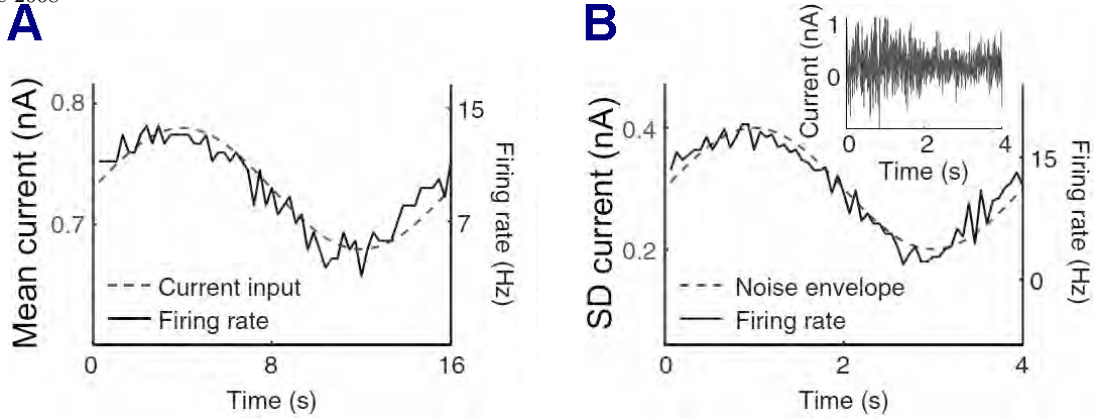 A
Mean current (nA)
0.8
0.7
15
7
Firing rate (Hz)
Current input
Firing rate
0
8
16
Time (s)
B
SD current (nA)
0.4
0.2
15
0
Firing rate (Hz)
Noise envelope
Firing rate
0
2
4
Time (s)
Current (nA)
1
0
0
2
4
Time (s)